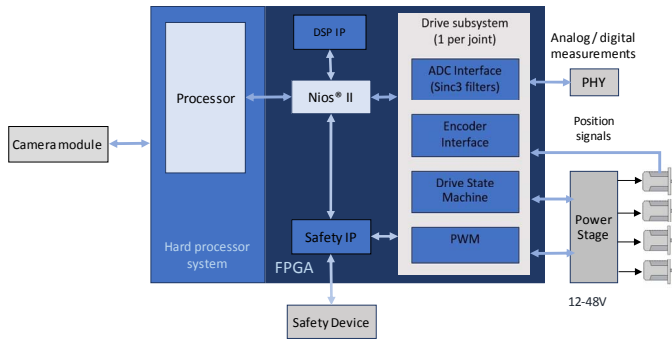 DSP IP
Drive subsystem
(1 per joint)
Analog / digital
measurements
ADC Interface
(Sinc3 filters)
PHY
Processor
Nios® II
Position
signals
Encoder
Interface
Camera module
Drive State
Machine
Power
Stage
Hard processor
system
Safety IP
PWM
FPGA
12-48V
Safety Device